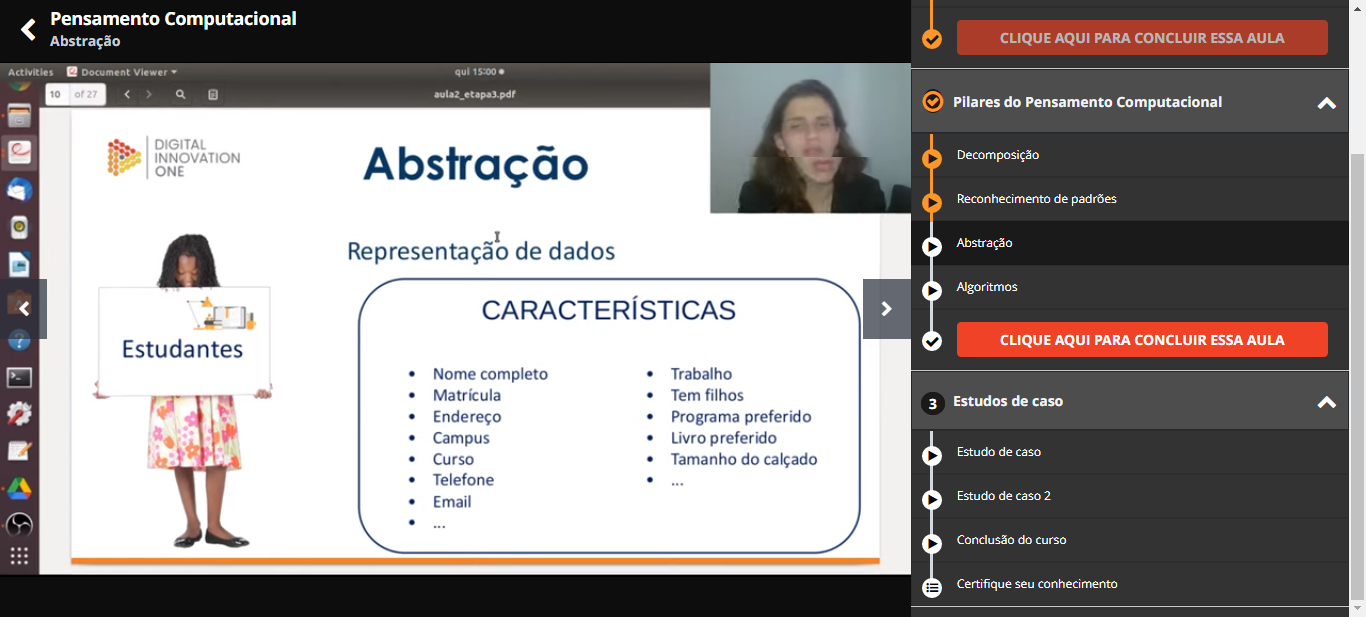 Pensamento Computacional
Abstração
Activities
Document Viewer
qui 15:00
10 of 27
aula2_etapa3.pdf
DIGITAL
INNOVATION
ONE
Abstração
Representação de dados
Estudantes
CARACTERÍSTICAS
• Nome completo
• Matrícula
• Endereço
• Campus
• Curso
• Telefone
• Email
• ...
• Trabalho
• Tem filhos
• Programa preferido
• Livro preferido
• Tamanho do calçado
• ...
CLIQUE AQUI PARA CONCLUIR ESSA AULA
Pilares do Pensamento Computacional
Decomposição
Reconhecimento de padrões
Abstração
Algoritmos
CLIQUE AQUI PARA CONCLUIR ESSA AULA
3 Estudos de caso
Estudo de caso
Estudo de caso 2
Conclusão do curso
Certifique seu conhecimento